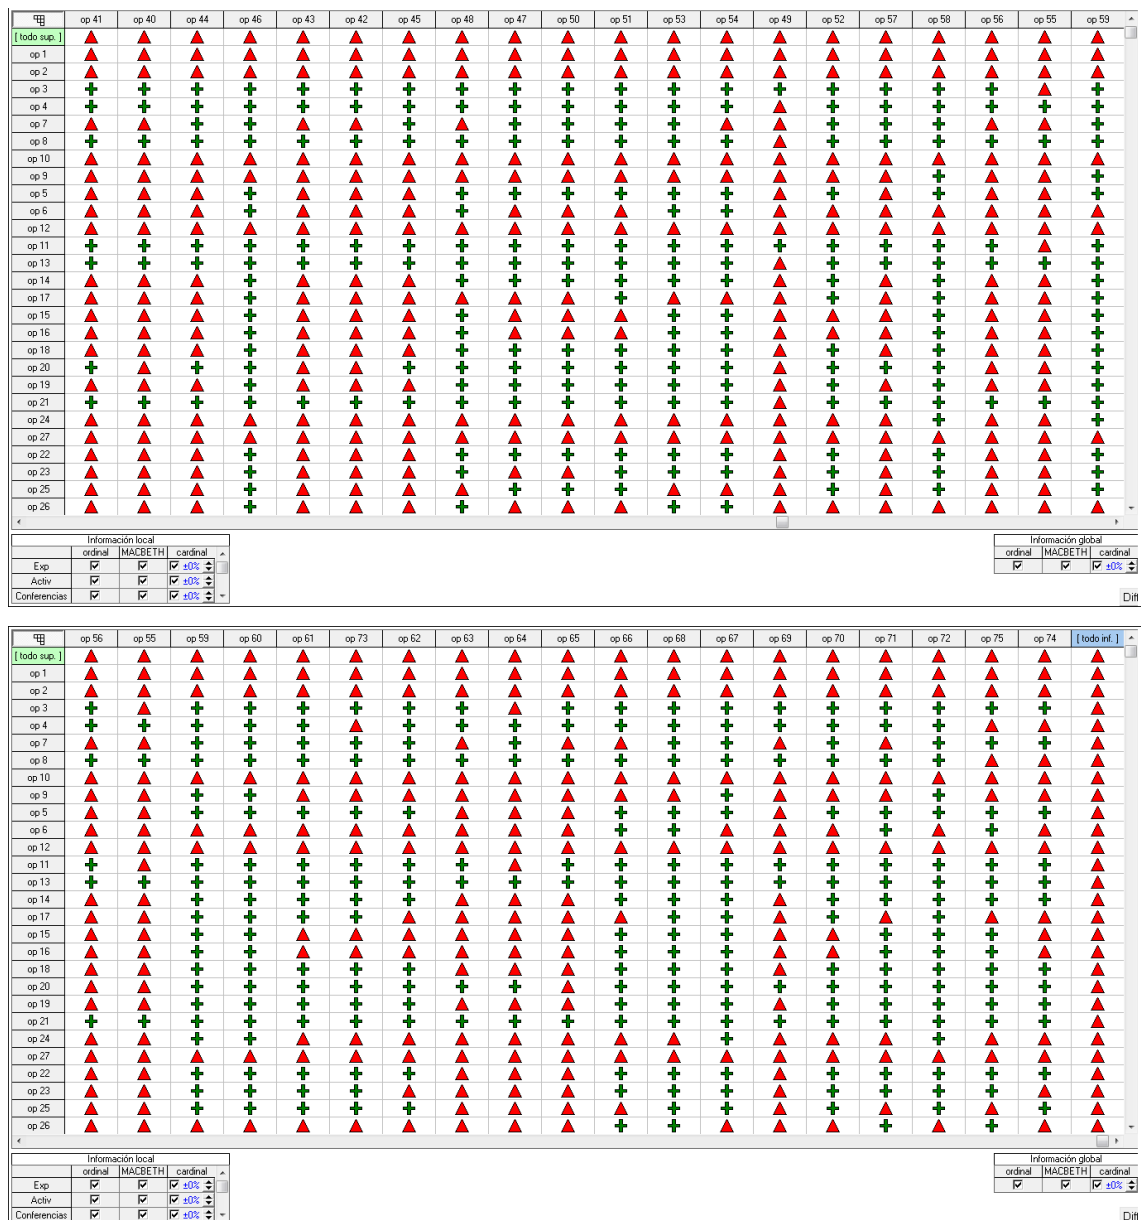 op 41 op 40 op 44 op 46 op 43 op 42 op 45 op 48 op 47 op 50 op 51 op 53 op 54 op 49 op 52 op 57 op 58 op 56 op 55 op 59
[ todo sup. ]
op 1
op 2
op 3
op 4
op 7
op 8
op 10
op 9
op 5
op 6
op 12
op 11
op 13
op 14
op 17
op 15
op 16
op 18
op 20
op 19
op 21
op 24
op 27
op 22
op 23
op 25
op 26
Información local Información global
ordinal MACBETH cardinal ordinal MACBETH cardinal
Exp ±0% ±0%
Activ ±0%
Conferencias ±0% Dift
op 56 op 55 op 59 op 60 op 61 op 73 op 62 op 63 op 64 op 65 op 66 op 68 op 67 op 69 op 70 op 71 op 72 op 75 op 74 [ todo inf. ]
[ todo sup. ]
op 1
op 2
op 3
op 4
op 7
op 8
op 10
op 9
op 5
op 6
op 12
op 11
op 13
op 14
op 17
op 15
op 16
op 18
op 20
op 19
op 21
op 24
op 27
op 22
op 23
op 25
op 26
Información local Información global
ordinal MACBETH cardinal ordinal MACBETH cardinal
Exp ±0% ±0%
Activ ±0%
Conferencias ±0% Dift